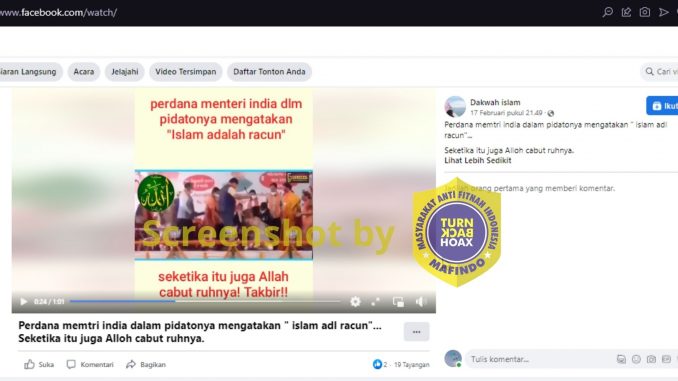 www.facebook.com/watch/
iaran Langsung
Acara
Jelajahi
Video Tersimpan
Daftar Tonton Anda
Cari vi
perdana menteri india dlm
pidatonya mengatakan
"Islam adalah racun"
الله
seketika itu juga Allah
cabut ruhnya! Takbir!!
0:24 / 1:01
Screenshot by
MASYARAKAT ANTI FITNAH INDONESIA
TURN
BACK
HOAX
MAFINDO
Dakwah islam
17 Februari pukul 21.49 ·
Ikut
Perdana memtri india dalam pidatonya mengatakan " islam adl
racun"...
Seketika itu juga Alloh cabut ruhnya.
Lihat Lebih Sedikit
orang pertama yang memberi komentar.
Perdana memtri india dalam pidatonya mengatakan " islam adl racun"...
Seketika itu juga Alloh cabut ruhnya.
Suka
Komentari
Bagikan
2 · 19 Tayangan
Tulis komentar...